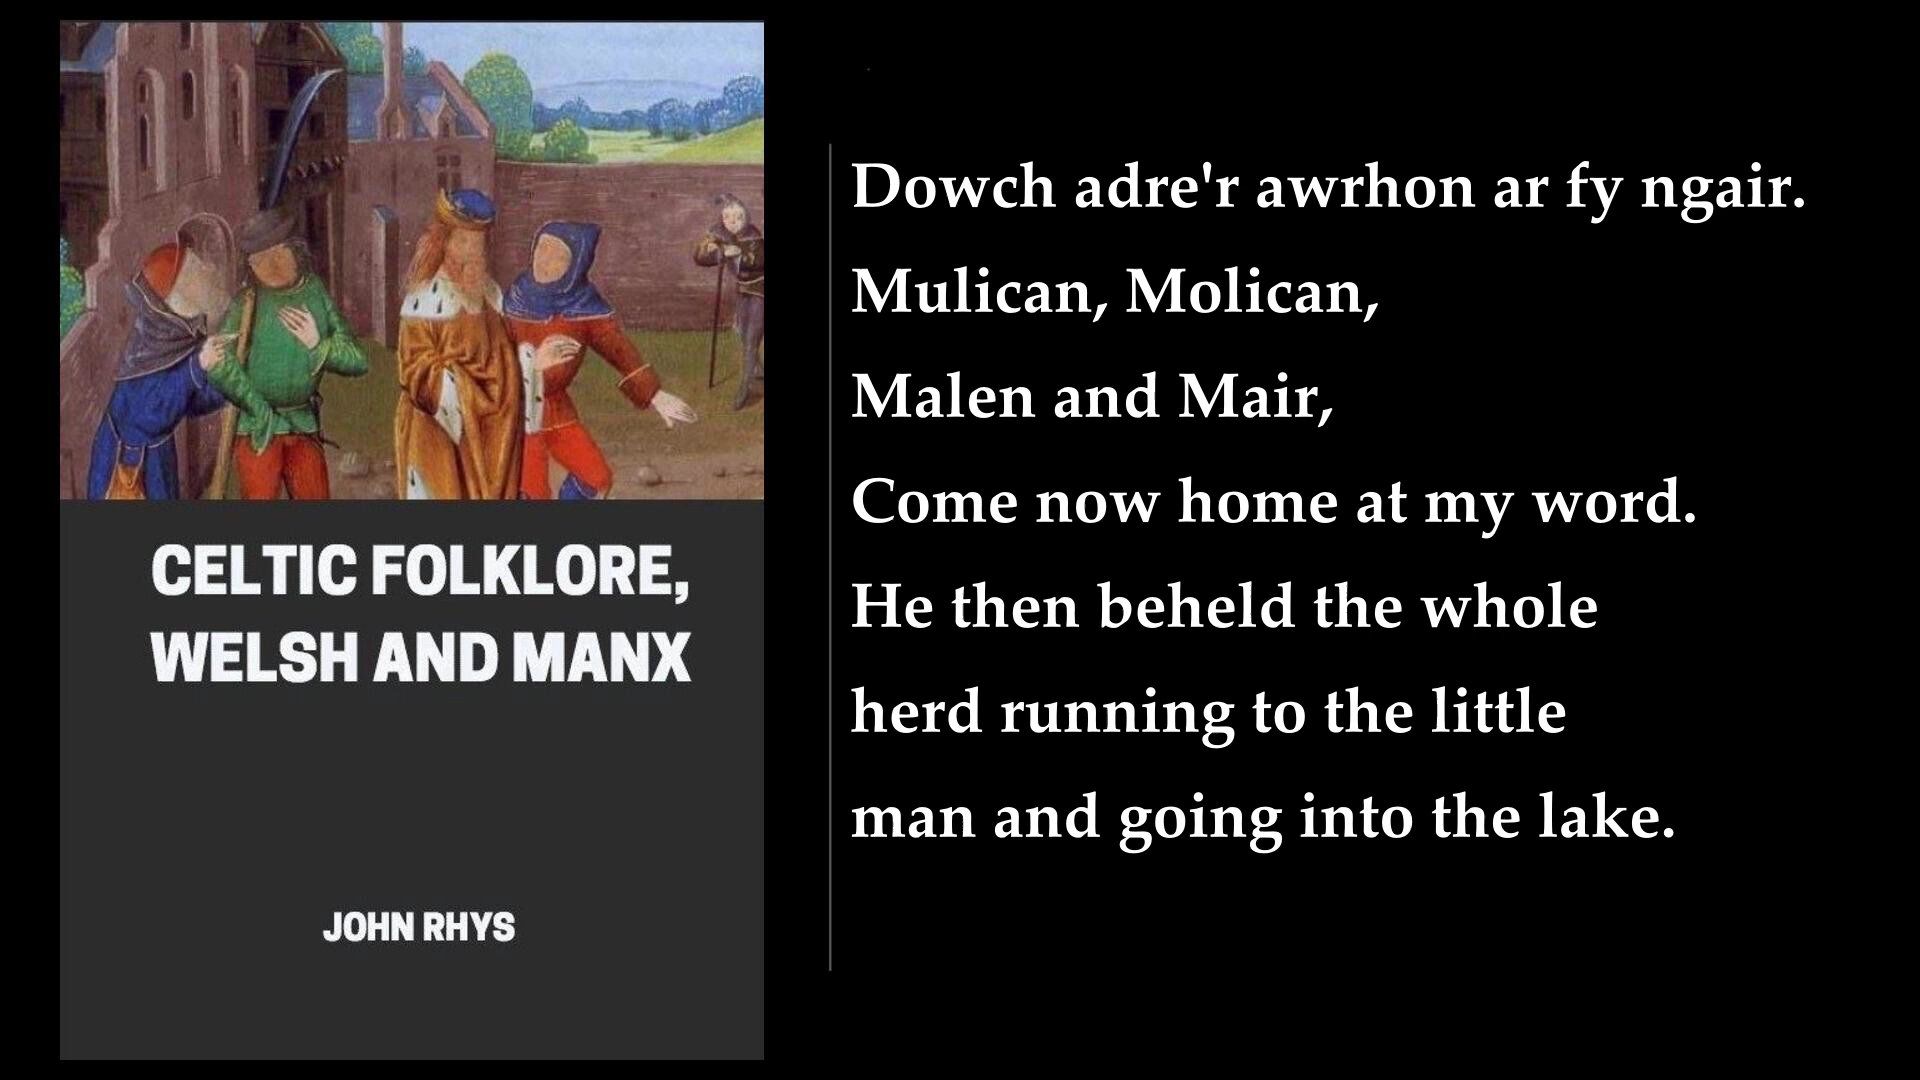 CELTIC FOLKLORE,
WELSH AND MANX
JOHN RHYS
Dowch adre'r awrhon ar fy ngair.
Mulican, Molican,
Malen and Mair,
Come now home at my word.
He then beheld the whole
herd running to the little
man and going into the lake.